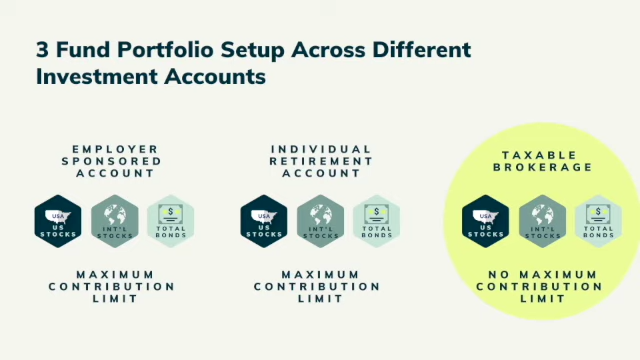 3 Fund Portfolio Setup Across Different
Investment Accounts
EMPLOYER
SPONSORED
ACCOUNT
USA
US
STOCKS
INT'L
STOCKS
$
TOTAL
BONDS
MAXIMUM
CONTRIBUTION
LIMIT
INDIVIDUAL
RETIREMENT
ACCOUNT
USA
US
STOCKS
INT'L
STOCKS
$
TOTAL
BONDS
MAXIMUM
CONTRIBUTION
LIMIT
TAXABLE
BROKERAGE
USA
US
STOCKS
INT'L
STOCKS
$
TOTAL
BONDS
NO MAXIMUM
CONTRIBUTION
LIMIT